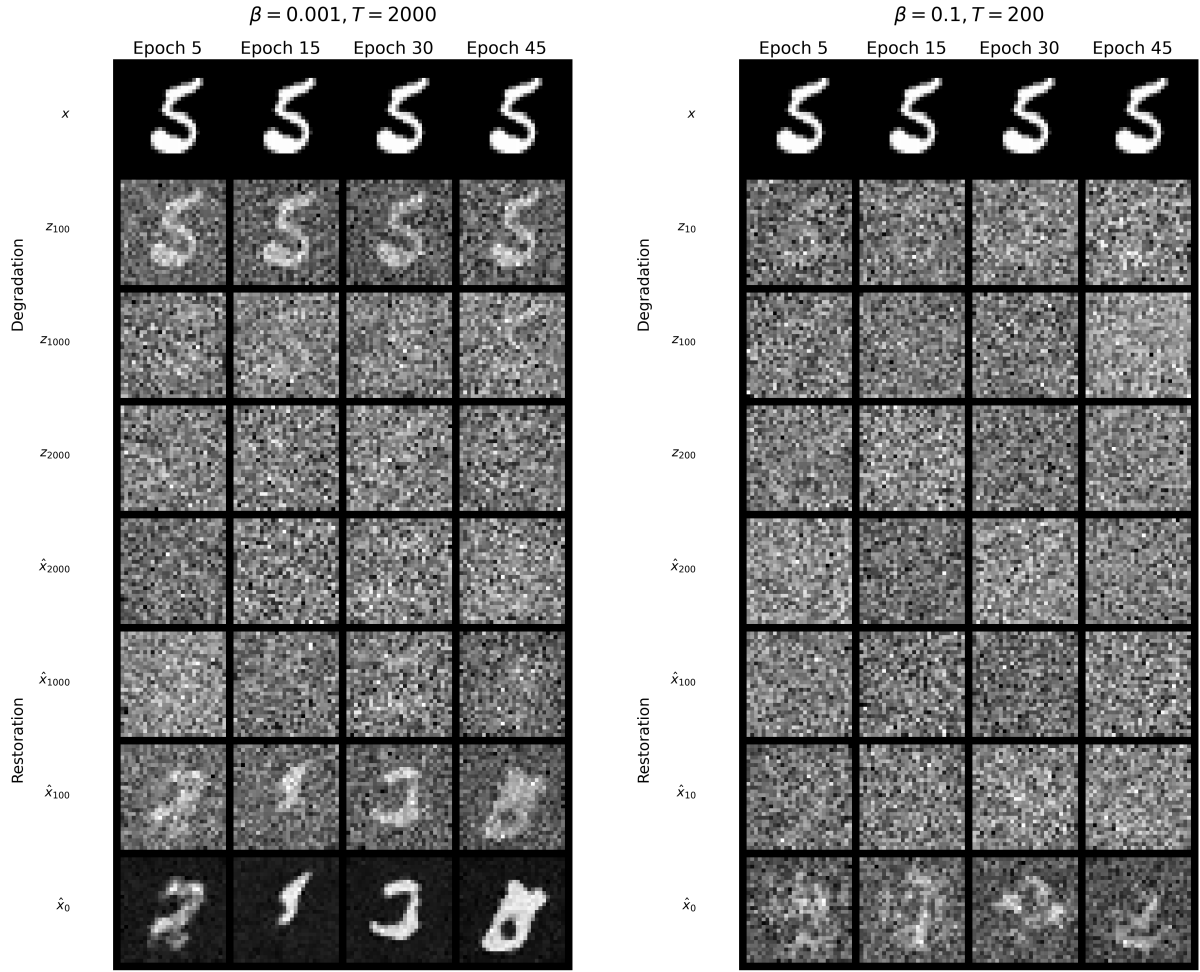 β = 0.001, T = 2000
Epoch 5 Epoch 15 Epoch 30 Epoch 45
x
Degradation
z₁₀₀
z₁₀₀₀
z₂₀₀₀
Restoration
x̂₂₀₀₀
x̂₁₀₀₀
x̂₁₀₀
x̂₀
β = 0.1, T = 200
Epoch 5 Epoch 15 Epoch 30 Epoch 45
x
Degradation
z₁₀
z₁₀₀
z₂₀₀
Restoration
x̂₂₀₀
x̂₁₀₀
x̂₁₀
x̂₀